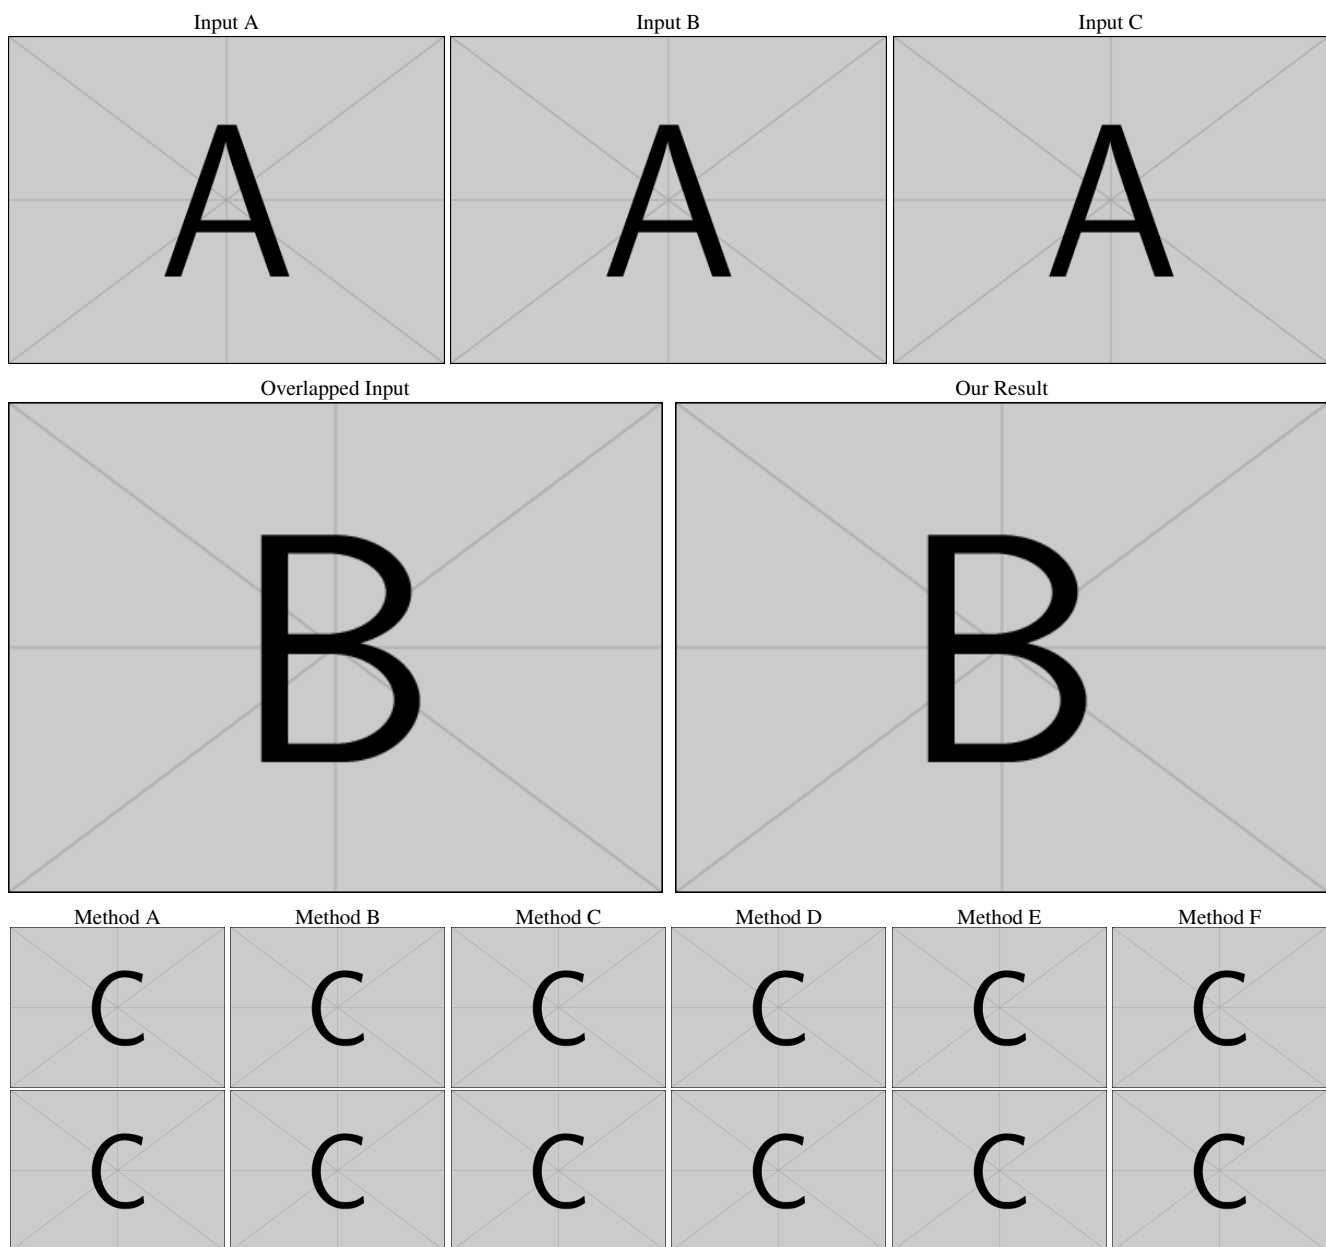 Input A Input B Input C
A A A
Overlapped Input Our Result
B B
Method A Method B Method C Method D Method E Method F
C C C C C C
C C C C C C